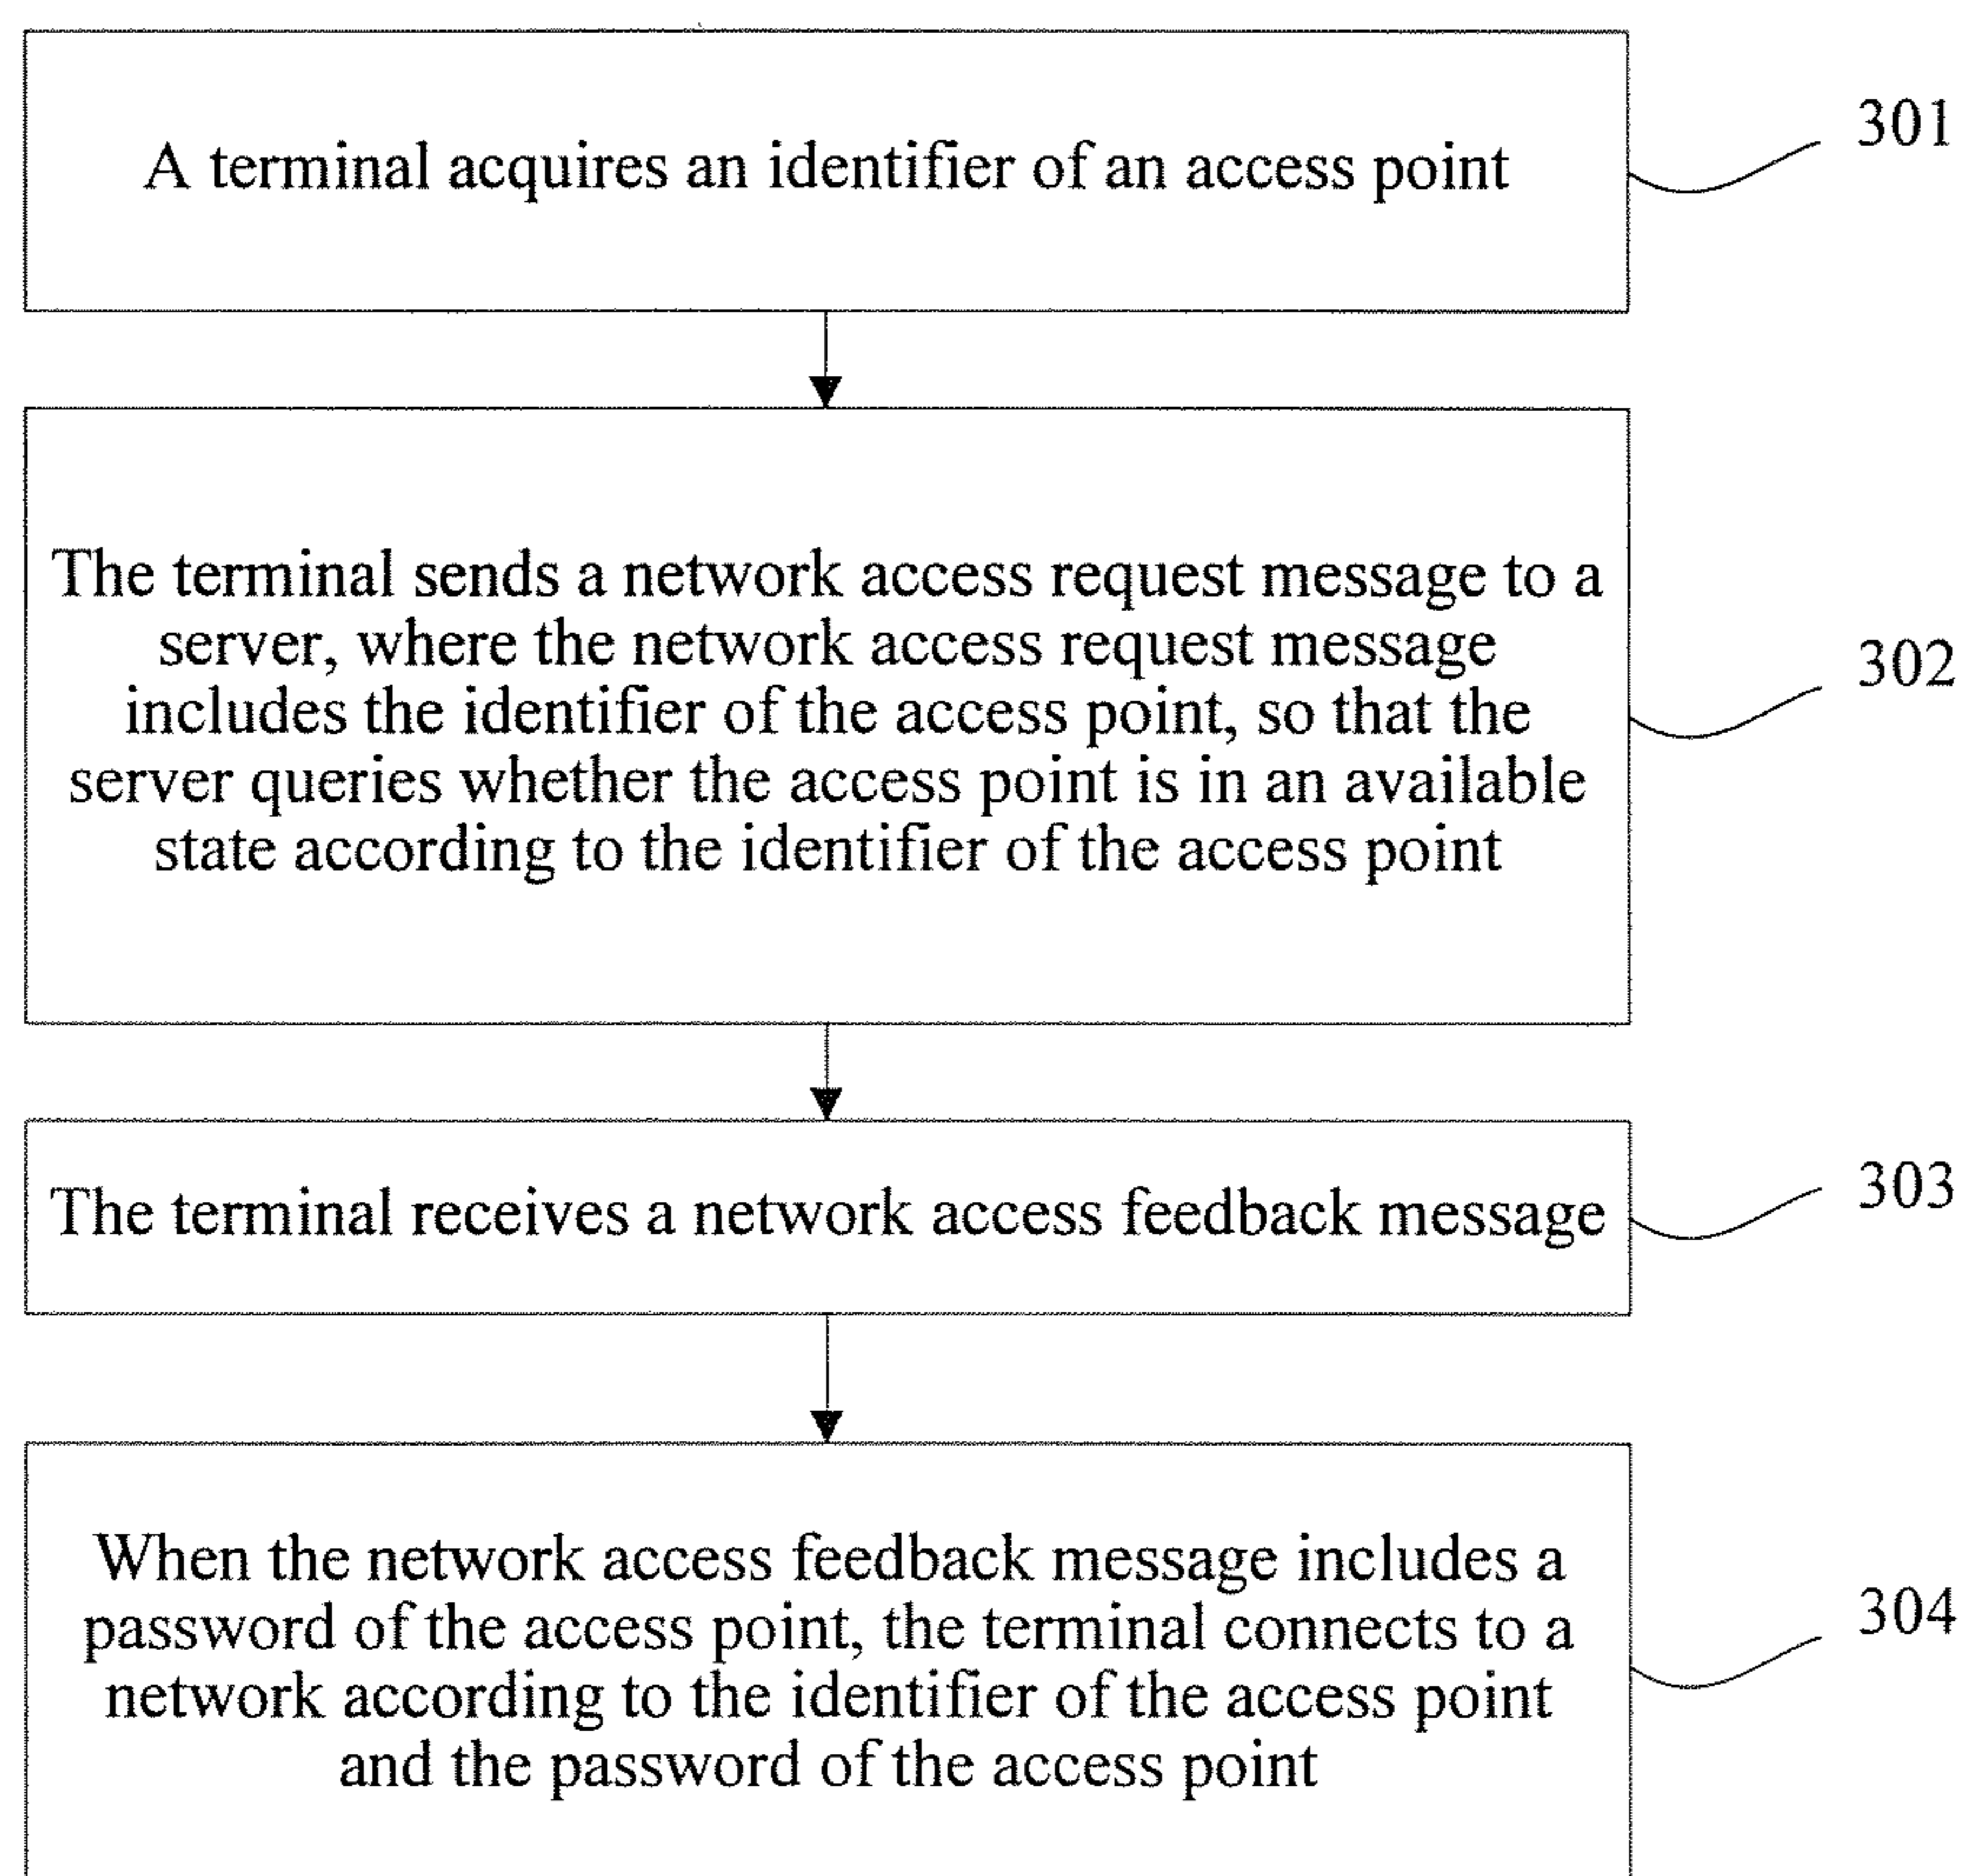 A terminal acquires an identifier of an access point
301
The terminal sends a network access request message to a
server, where the network access request message
includes the identifier of the access point, so that the
server queries whether the access point is in an available
state according to the identifier of the access point
302
The terminal receives a network access feedback message
303
When the network access feedback message includes a
password of the access point, the terminal connects to a
network according to the identifier of the access point
and the password of the access point
304